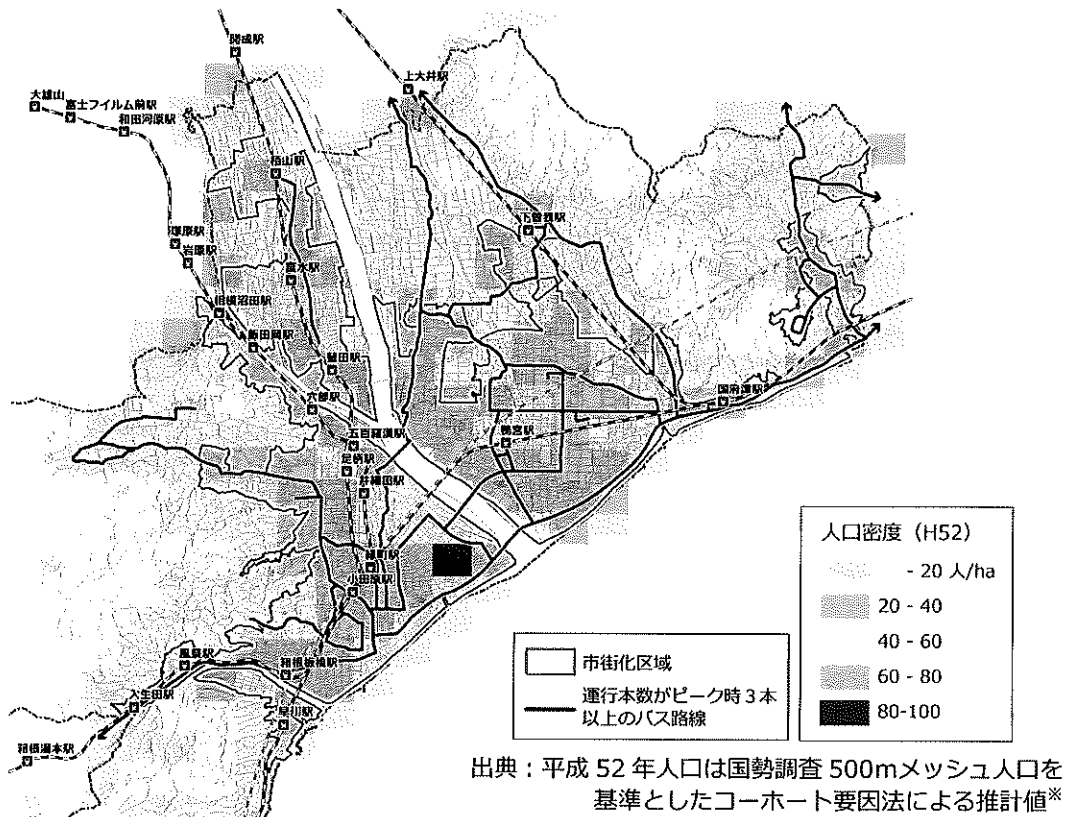 開成駅
上大井駅
大雄山
富士フイルム前駅
和田河原駅
栢山駅
下曽我駅
塚原駅
岩原駅
富水駅
相模沼田駅
飯田岡駅
蛍田駅
穴部駅
国府津駅
五百羅漢駅
鴨宮駅
足柄駅
井細田駅
緑町駅
小田原駅
風祭駅
箱根板橋駅
入生田駅
早川駅
箱根湯本駅
人口密度（H52）
- 20 人/ha
20 - 40
40 - 60
60 - 80
80-100
市街化区域
運行本数がピーク時３本
以上のバス路線
出典：平成 52 年人口は国勢調査 500mメッシュ人口を
基準としたコーホート要因法による推計値※